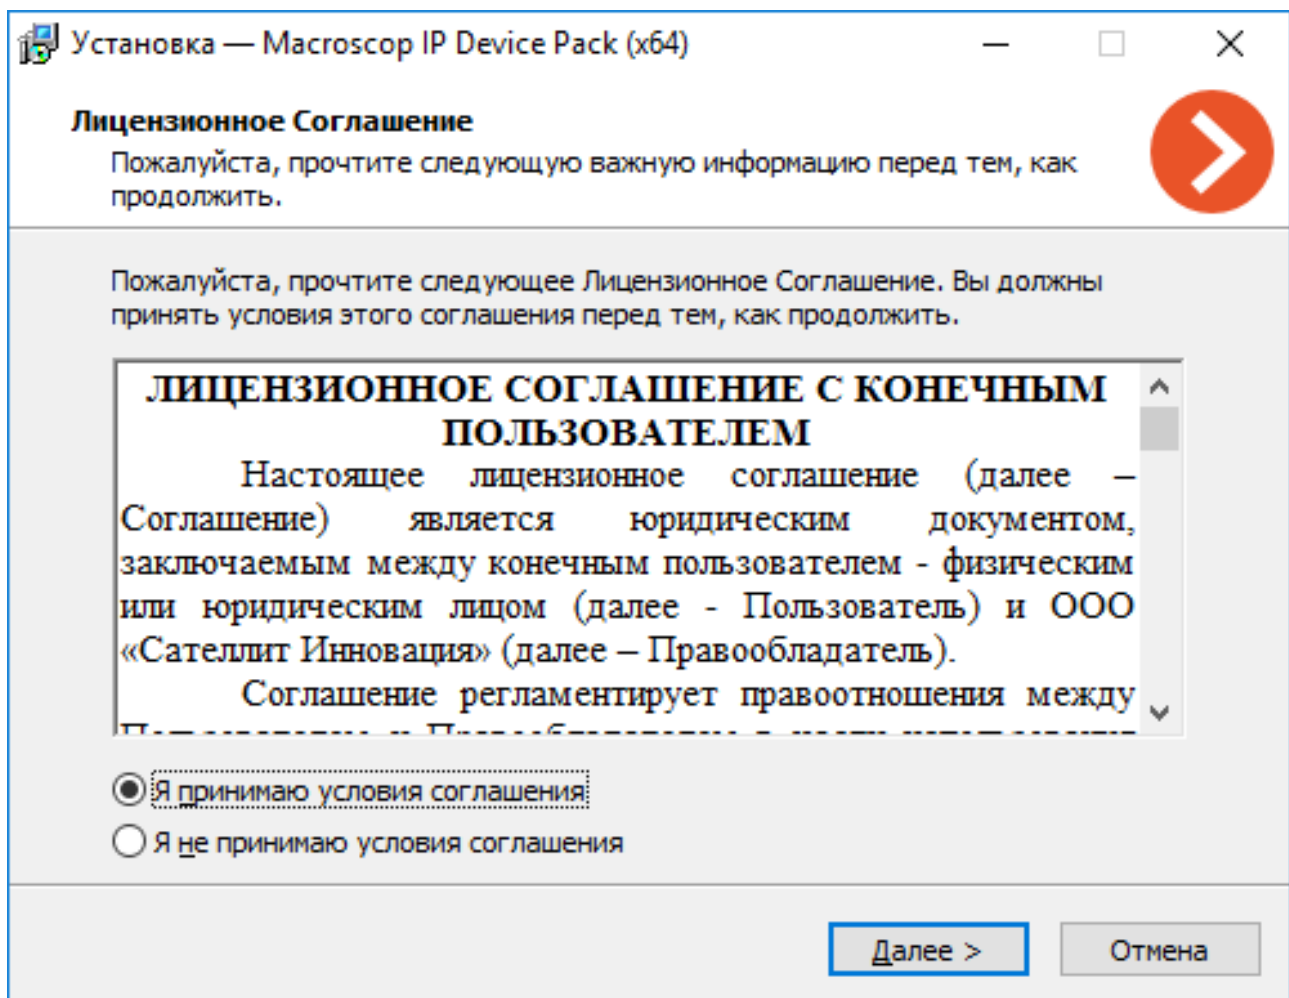 Установка — Macroscop IP Device Pack (x64)
Лицензионное Соглашение
Пожалуйста, прочтите следующую важную информацию перед тем, как
продолжить.
Пожалуйста, прочтите следующее Лицензионное Соглашение. Вы должны
принять условия этого соглашения перед тем, как продолжить.
ЛИЦЕНЗИОННОЕ СОГЛАШЕНИЕ С КОНЕЧНЫМ
ПОЛЬЗОВАТЕЛЕМ
Настоящее лицензионное соглашение (далее –
Соглашение) является юридическим документом,
заключаемым между конечным пользователем - физическим
или юридическим лицом (далее - Пользователь) и ООО
«Сателлит Инновация» (далее – Правообладатель).
Соглашение регламентирует правоотношения между
Я принимаю условия соглашения
Я не принимаю условия соглашения
Далее >
Отмена